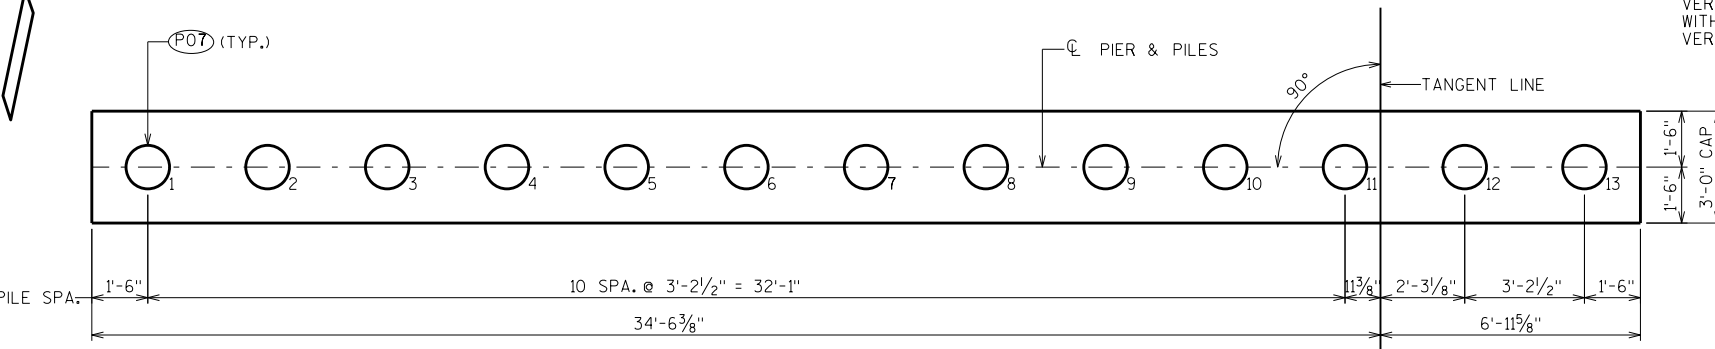 VER
WITH
VER
P07 (TYP.)
℄ PIER & PILES
90°
TANGENT LINE
1 2 3 4 5 6 7 8 9 10 11 12 13
1'-6"
1'-6"
3'-0" CAP
PILE SPA.
1'-6"
10 SPA. @ 3'-2½" = 32'-1"
11⅜"
2'-3⅛"
3'-2½"
1'-6"
34'-6⅜"
6'-11⅝"